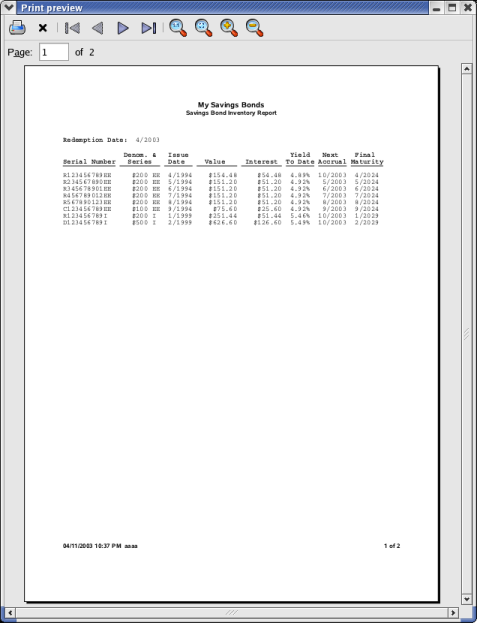 Print preview
Page: 1 of 2
My Savings Bonds
Savings Bond Inventory Report
Redemption Date: 4/2003
Denom. & Issue Yield Next Final
Serial Number Series Date Value Interest To Date Accrual Maturity
R123456789EE $200 EE 4/1994 $154.48 $54.48 4.89% 10/2003 4/2024
R234567890EE $200 EE 5/1994 $151.20 $51.20 4.92% 5/2003 5/2024
R345678901EE $200 EE 6/1994 $151.20 $51.20 4.92% 6/2003 6/2024
R456789012EE $200 EE 7/1994 $151.20 $51.20 4.92% 7/2003 7/2024
R567890123EE $200 EE 8/1994 $151.20 $51.20 4.92% 8/2003 8/2024
C123456789EE $100 EE 9/1994 $75.60 $25.60 4.92% 9/2003 9/2024
R123456789I $200 I 1/1999 $251.44 $51.44 5.46% 10/2003 1/2029
D123456789I $500 I 2/1999 $626.60 $126.60 5.49% 10/2003 2/2029
04/11/2003 10:37 PM aaaa 1 of 2